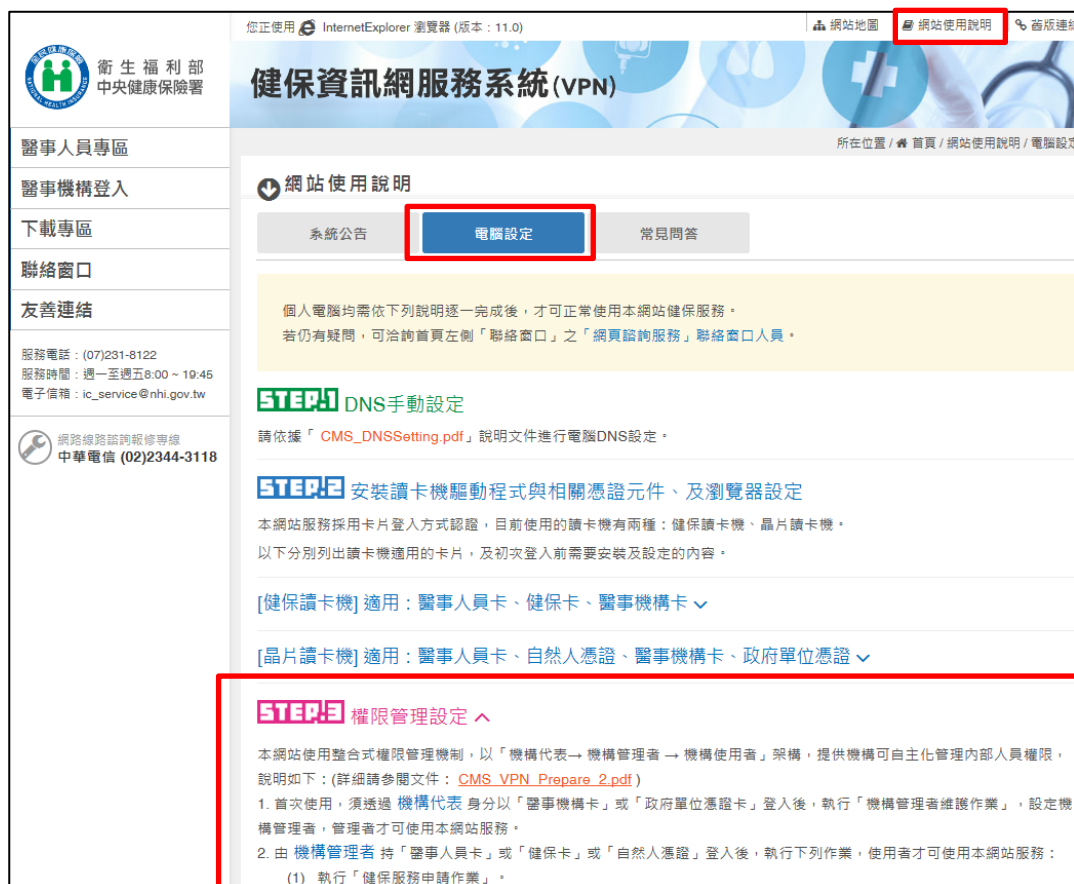 您正使用 InternetExplorer 瀏覽器 (版本：11.0)
網站地圖 網站使用說明 舊版連結
衛生福利部
中央健康保險署
健保資訊網服務系統(VPN)
所在位置 / 首頁 / 網站使用說明 / 電腦設定
醫事人員專區
醫事機構登入
下載專區
聯絡窗口
友善連結
服務電話：(07)231-8122
服務時間：週一至週五8:00 ~ 19:45
電子信箱：ic_service@nhi.gov.tw
網路線路諮詢報修專線
中華電信 (02)2344-3118
網站使用說明
系統公告 電腦設定 常見問答
個人電腦均需依下列說明逐一完成後，才可正常使用本網站健保服務。
若仍有疑問，可洽詢首頁左側「聯絡窗口」之「網頁諮詢服務」聯絡窗口人員。
STEP.1 DNS手動設定
請依據「 CMS_DNSSetting.pdf」說明文件進行電腦DNS設定。
STEP.2 安裝讀卡機驅動程式與相關憑證元件、及瀏覽器設定
本網站服務採用卡片登入方式認證，目前使用的讀卡機有兩種：健保讀卡機、晶片讀卡機。
以下分別列出讀卡機適用的卡片，及初次登入前需要安裝及設定的內容。
[健保讀卡機] 適用：醫事人員卡、健保卡、醫事機構卡
[晶片讀卡機] 適用：醫事人員卡、自然人憑證、醫事機構卡、政府單位憑證
STEP.3 權限管理設定
本網站使用整合式權限管理機制，以「機構代表→ 機構管理者 → 機構使用者」架構，提供機構可自主化管理內部人員權限，
說明如下：(詳細請參閱文件： CMS_VPN_Prepare_2.pdf )
1. 首次使用，須透過 機構代表 身分以「醫事機構卡」或「政府單位憑證卡」登入後，執行「機構管理者維護作業」，設定機
構管理者，管理者才可使用本網站服務。
2. 由 機構管理者 持「醫事人員卡」或「健保卡」或「自然人憑證」登入後，執行下列作業，使用者才可使用本網站服務：
(1) 執行「健保服務申請作業」。